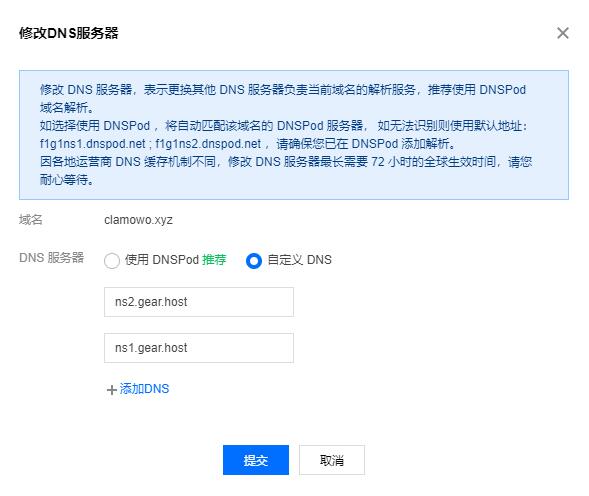 修改DNS服务器
修改 DNS 服务器，表示更换其他 DNS 服务器负责当前域名的解析服务，推荐使用 DNSPod
域名解析。
如选择使用 DNSPod ，将自动匹配该域名的 DNSPod 服务器， 如无法识别则使用默认地址：
f1g1ns1.dnspod.net ; f1g1ns2.dnspod.net ，请确保您已在 DNSPod 添加解析。
因各地运营商 DNS 缓存机制不同，修改 DNS 服务器最长需要 72 小时的全球生效时间，请您
耐心等待。
域名 clamowo.xyz
DNS 服务器 使用 DNSPod 推荐 自定义 DNS
ns2.gear.host
ns1.gear.host
添加DNS
提交 取消